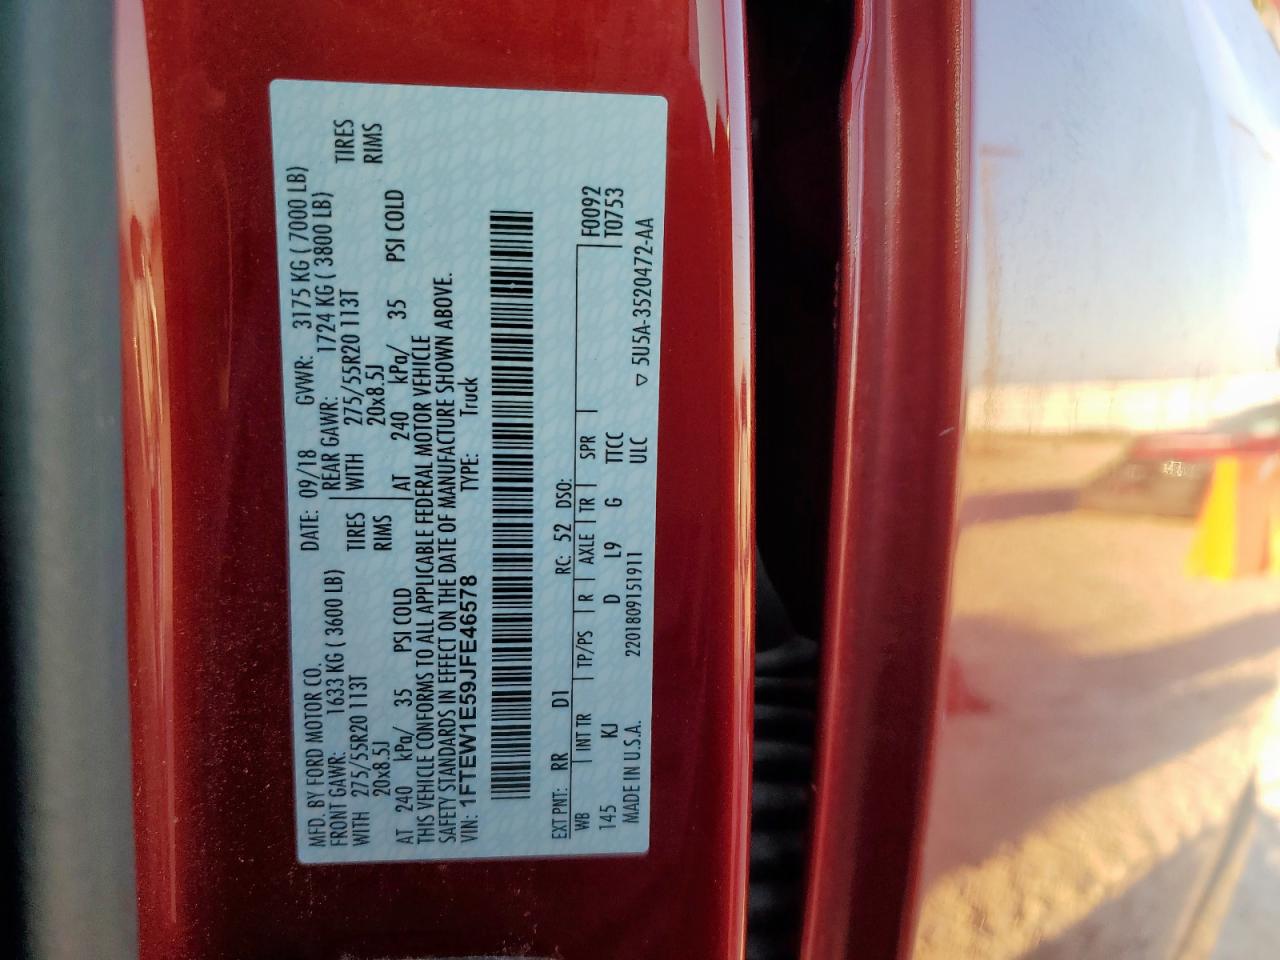 MFD. BY FORD MOTOR CO. DATE: 09/18 GVWR: 3175 KG ( 7000 LB)
FRONT GAWR: 1633 KG ( 3600 LB) REAR GAWR: 1724 KG ( 3800 LB)
WITH 275/55R20 113T TIRES WITH 275/55R20 113T TIRES
20x8.5J RIMS 20x8.5J RIMS
AT 240 kPa/ 35 PSI COLD AT 240 kPa/ 35 PSI COLD
THIS VEHICLE CONFORMS TO ALL APPLICABLE FEDERAL MOTOR VEHICLE
SAFETY STANDARDS IN EFFECT ON THE DATE OF MANUFACTURE SHOWN ABOVE.
VIN: 1FTEW1E59JFE46578 TYPE: Truck
EXT PNT: RR D1 RC: 52 DSO: F0092
WB INT TR TP/PS R AXLE TR SPR T0753
145 KJ D L9 G TTCC
MADE IN U.S.A. 2201809151911 ULC ▽ 5U5A-3520472-AA